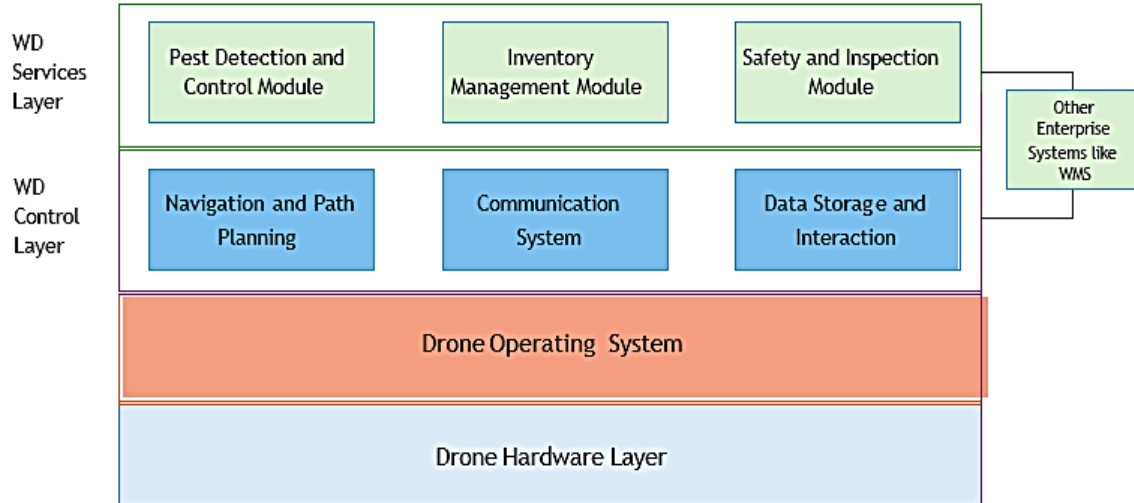 WD
Services
Layer
Pest Detection and
Control Module
Inventory
Management Module
Safety and Inspection
Module
Other
Enterprise
Systems like
WMS
WD
Control
Layer
Navigation and Path
Planning
Communication
System
Data Storage and
Interaction
Drone Operating System
Drone Hardware Layer